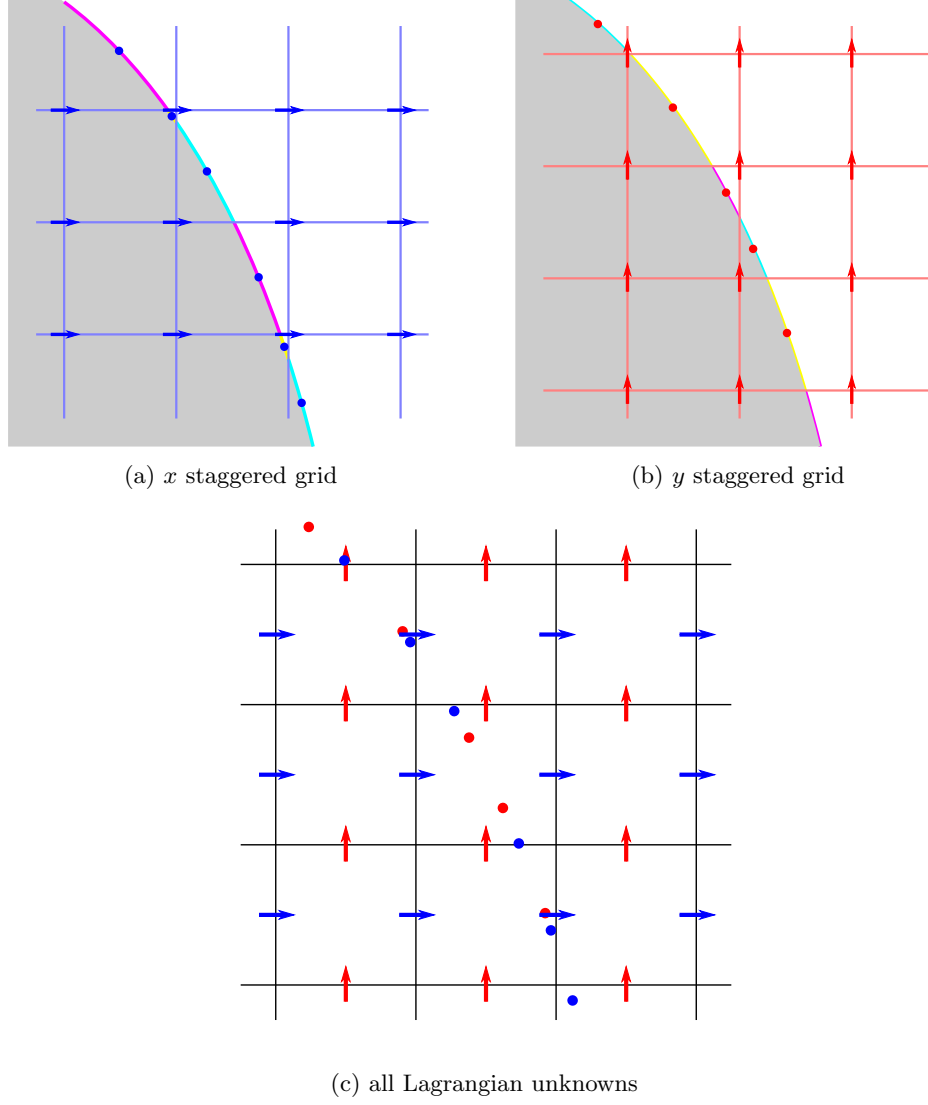 (a) x staggered grid
(b) y staggered grid
(c) all Lagrangian unknowns